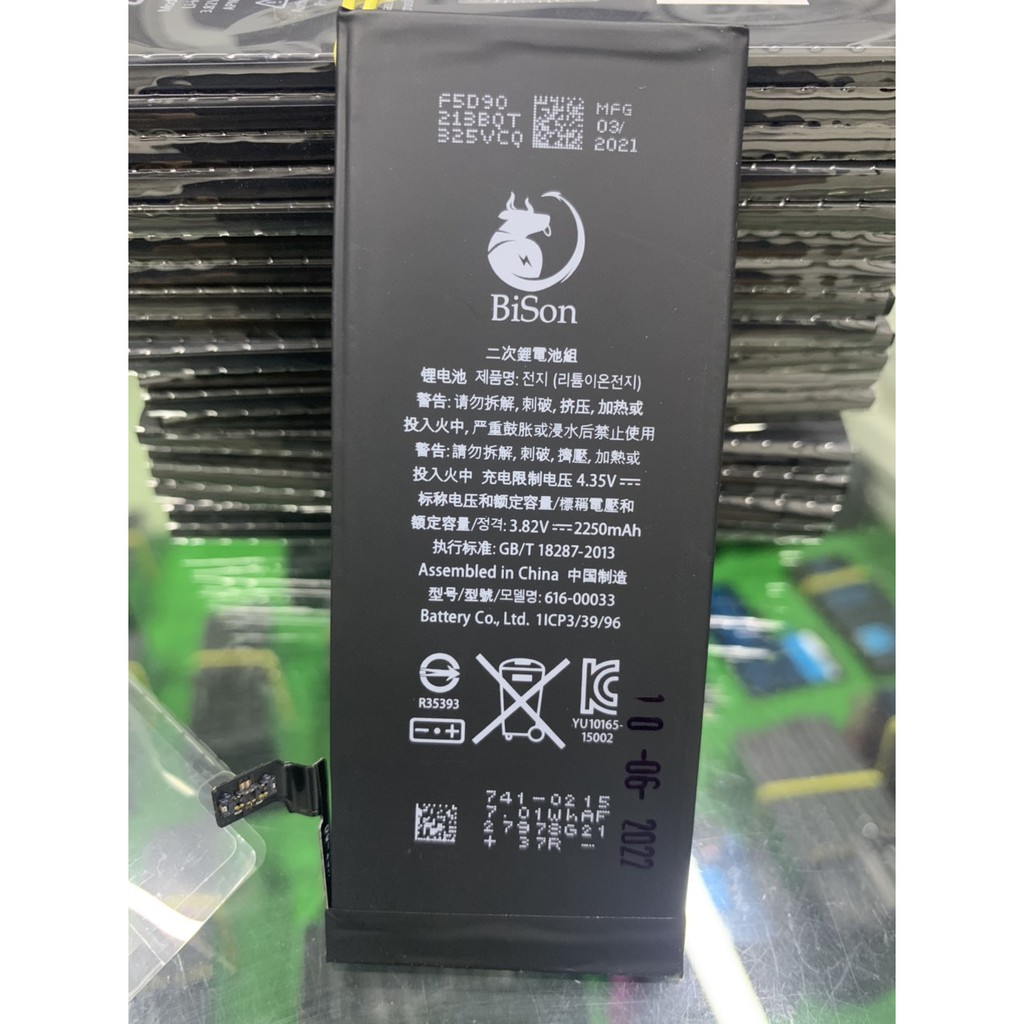 F5D90
213BQT
325VCQ
MFG
03/
2021
BiSon
二次鋰電池組
锂电池 제품명: 전지 (리튬이온전지)
警告: 请勿拆解, 刺破, 挤压, 加热或
投入火中, 严重鼓胀或浸水后禁止使用
警告: 請勿拆解, 刺破, 擠壓, 加熱或
投入火中 充电限制电压 4.35V
标称电压和额定容量/標稱電壓和
額定容量/정격: 3.82V 2250mAh
执行标准: GB/T 18287-2013
Assembled in China 中国制造
型号/型號/모델명: 616-00033
Battery Co., Ltd. 1ICP3/39/96
R35393
YU10165-
15002
10-06-2022
741-0215
7.01WhAF
27978G21
+ 37R -